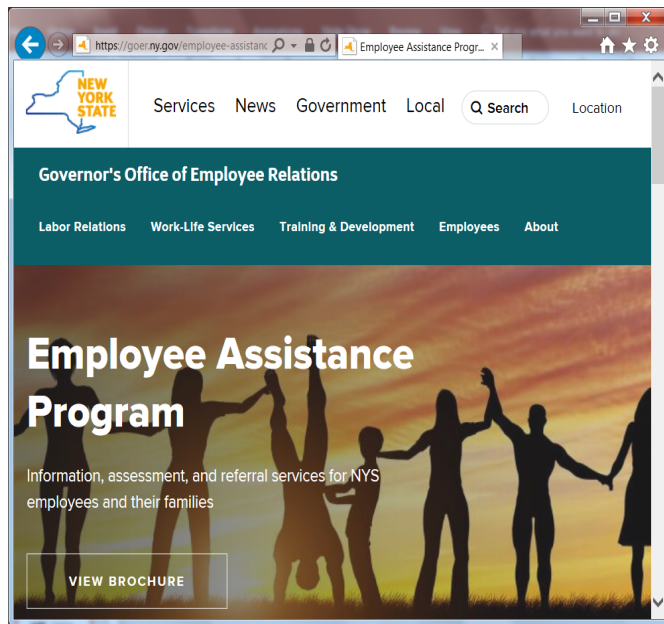 https://goer.ny.gov/employee-assistanc
Employee Assistance Progr...
NEW
YORK
STATE
Services News Government Local Search Location
Governor's Office of Employee Relations
Labor Relations Work-Life Services Training & Development Employees About
Employee Assistance
Program
Information, assessment, and referral services for NYS
employees and their families
VIEW BROCHURE